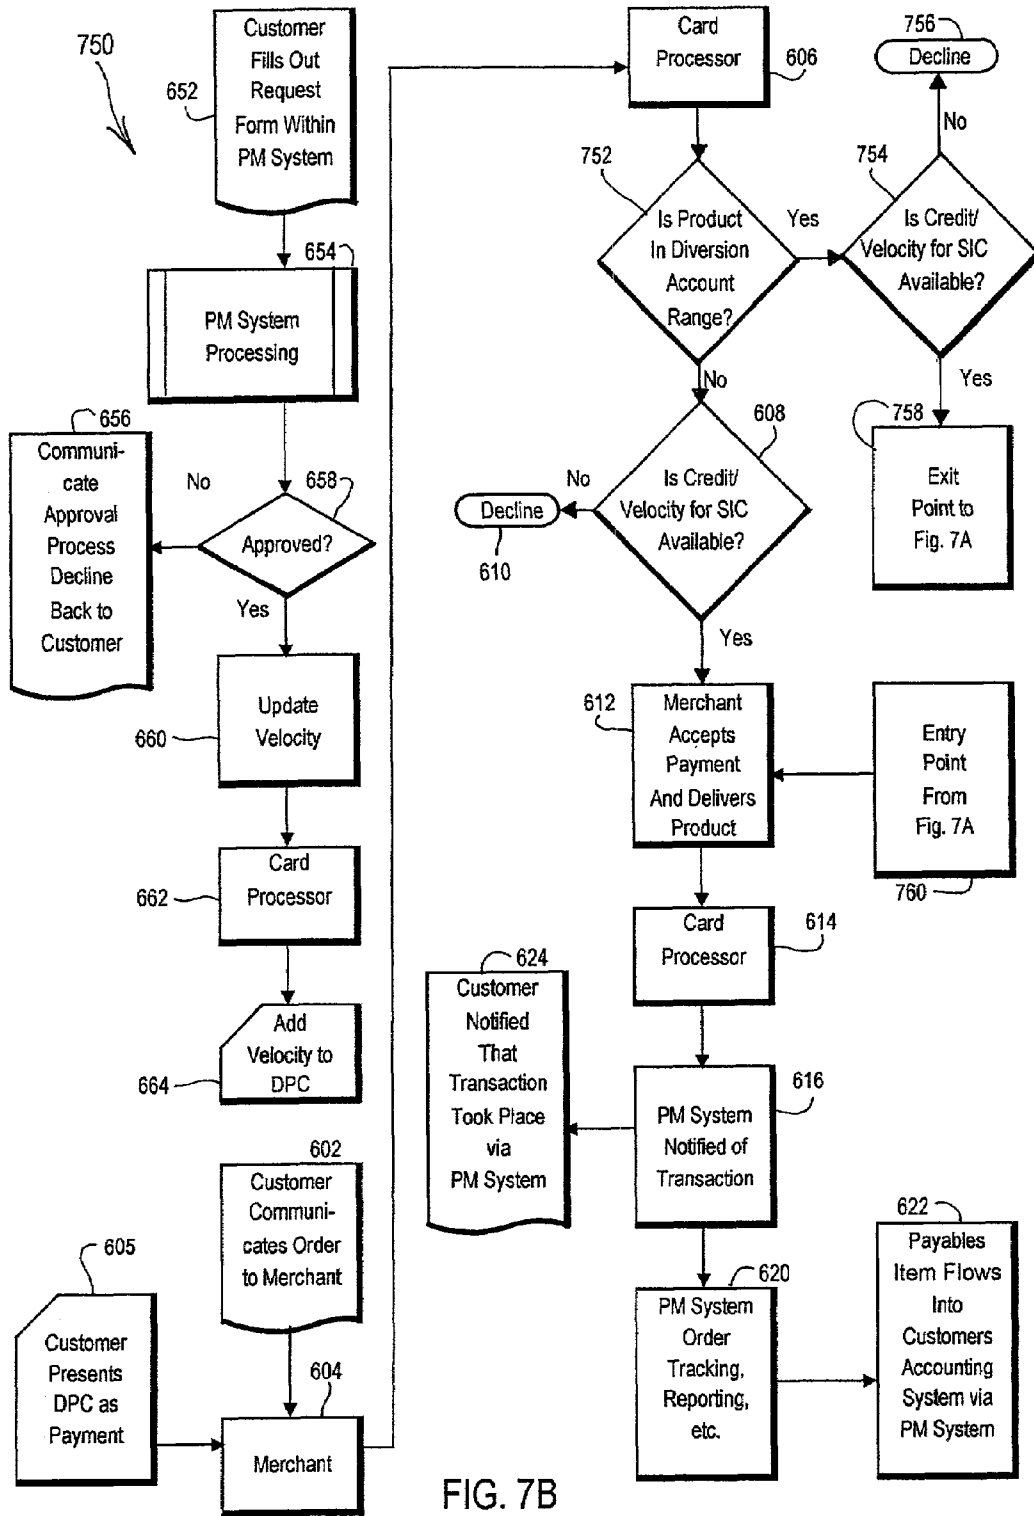 750
652
Customer
Fills Out
Request
Form Within
PM System
654
PM System
Processing
656
Communi-
cate
Approval
Process
Decline
Back to
Customer
No
658
Approved?
Yes
660
Update
Velocity
662
Card
Processor
664
Add
Velocity to
DPC
602
Customer
Communi-
cates Order
to Merchant
605
Customer
Presents
DPC as
Payment
604
Merchant
Card
Processor
606
752
Is Product
In Diversion
Account
Range?
Yes
No
756
Decline
No
754
Is Credit/
Velocity for SIC
Available?
Yes
758
Exit
Point to
Fig. 7A
608
Is Credit/
Velocity for SIC
Available?
No
Decline
610
Yes
612
Merchant
Accepts
Payment
And Delivers
Product
Entry
Point
From
Fig. 7A
760
Card
Processor
614
624
Customer
Notified
That
Transaction
Took Place
via
PM System
616
PM System
Notified of
Transaction
620
PM System
Order
Tracking,
Reporting,
etc.
622
Payables
Item Flows
Into
Customers
Accounting
System via
PM System
FIG. 7B